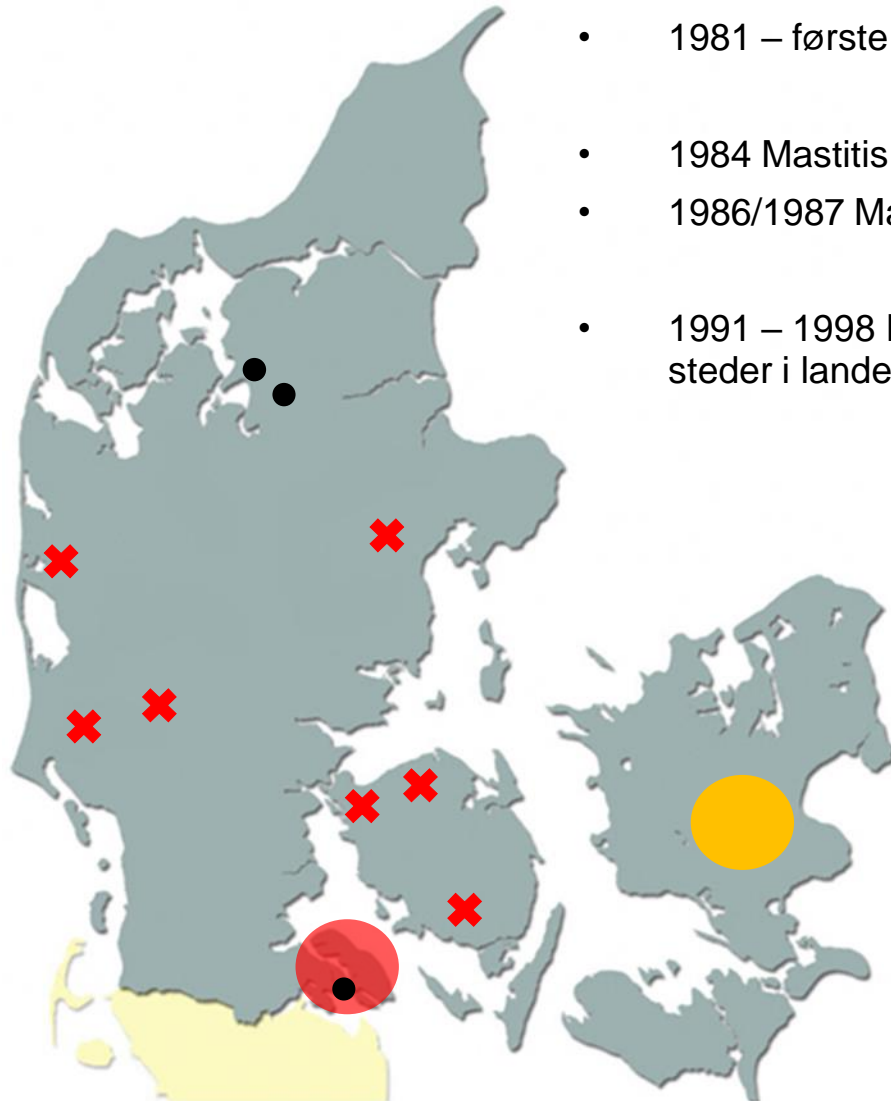 • 1981 – første
• 1984 Mastitis
• 1986/1987 Ma
• 1991 – 1998
steder i lande